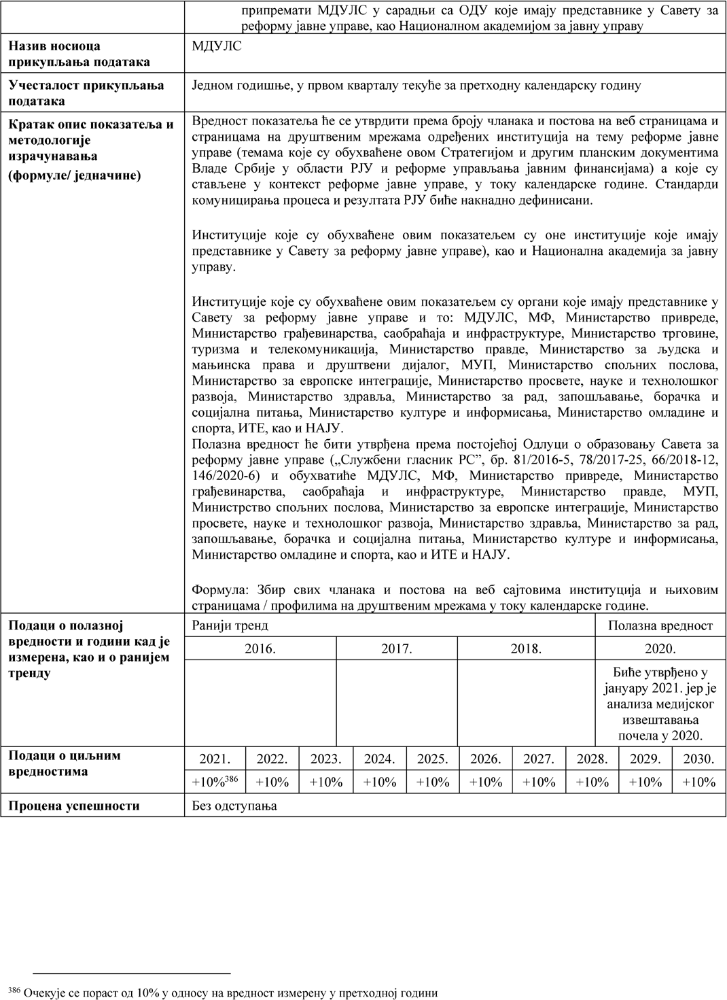 припремати МДУЛС у сарадњи са ОДУ које имају представнике у Савету за
реформу јавне управе, као Националном академијом за јавну управу
Назив носиоца
прикупљања података
МДУЛС
Учесталост прикупљања
података
Једном годишње, у првом кварталу текуће за претходну календарску годину
Кратак опис показатеља и
методологије
израчунавања
(формуле/ једначине)
Вредност показатеља ће се утврдити према броју чланака и постова на веб страницама и
страницама на друштвеним мрежама одређених институција на тему реформе јавне
управе (темама које су обухваћене овом Стратегијом и другим планским документима
Владе Србије у области РЈУ и реформе управљања јавним финансијама) а које су
стављене у контекст реформе јавне управе, у току календарске године. Стандарди
комуницирања процеса и резултата РЈУ биће накнадно дефинисани.
Институције које су обухваћене овим показатељем су оне институције које имају
представнике у Савету за реформу јавне управе), као и Национална академија за јавну
управу.
Институције које су обухваћене овим показатељем су органи које имају представнике у
Савету за реформу јавне управе и то: МДУЛС, МФ, Министарство привреде,
Министарство грађевинарства, саобраћаја и инфраструктуре, Министарство трговине,
туризма и телекомуникација, Министарство правде, Министарство за људска и
мањинска права и друштвени дијалог, МУП, Министарство спољних послова,
Министарство за европске интеграције, Министарство просвете, науке и технолошког
развоја, Министарство здравља, Министарство за рад, запошљавање, борачка и
социјална питања, Министарство културе и информисања, Министарство омладине и
спорта, ИТЕ, као и НАЈУ.
Полазна вредност ће бити утврђена према постојећој Одлуци о образовању Савета за
реформу јавне управе („Службени гласник РС”, бр. 81/2016-5, 78/2017-25, 66/2018-12,
146/2020-6) и обухватиће МДУЛС, МФ, Министарство привреде, Министарство
грађевинарства, саобраћаја и инфраструктуре, Министарство правде, МУП,
Министрство спољних послова, Министарство за европске интеграције, Министарство
просвете, науке и технолошког развоја, Министарство здравља, Министарство за рад,
запошљавање, борачка и социјална питања, Министарство културе и информисања,
Министарство омладине и спорта, као и ИТЕ и НАЈУ.
Формула: Збир свих чланака и постова на веб сајтовима институција и њиховим
страницама / профилима на друштвеним мрежама у току календарске године.
Подаци о полазној
вредности и години кад је
измерена, као и о ранијем
тренду
Ранији тренд Полазна вредност
2016. 2017. 2018. 2020.
Биће утврђено у
јануару 2021. јер је
анализа медијског
извештавања
почела у 2020.
Подаци о циљним
вредностима
2021. 2022. 2023. 2024. 2025. 2026. 2027. 2028. 2029. 2030.
+10%386 +10% +10% +10% +10% +10% +10% +10% +10% +10%
Процена успешности Без одступања
386 Очекује се пораст од 10% у односу на вредност измерену у претходној години